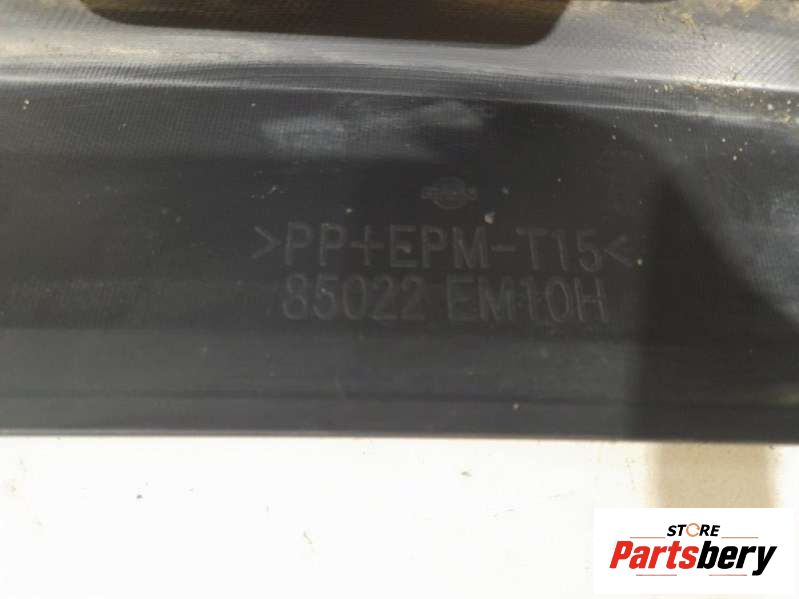 >PP+EPM-T15<
85022 EM10H
STORE
Partsbery